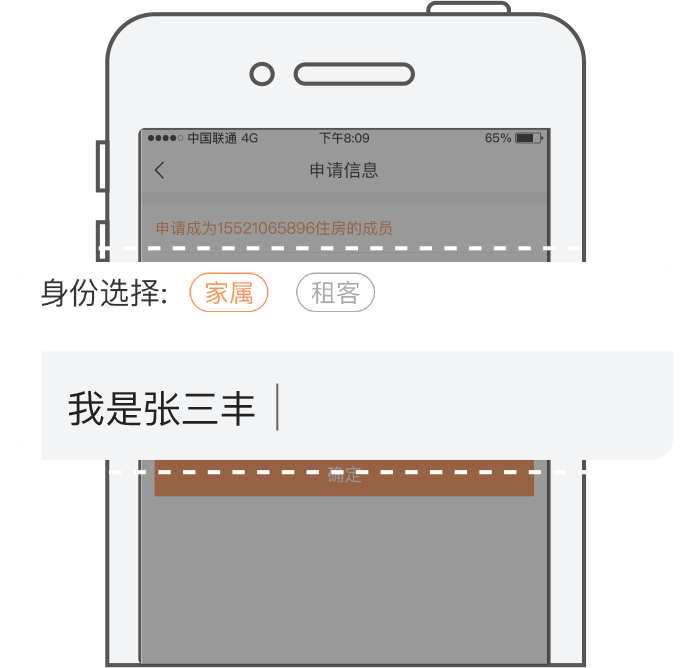 中国联通 4G 下午8:09 65%
申请信息
申请成为15521065896住房的成员
身份选择: 家属 租客
我是张三丰
确定